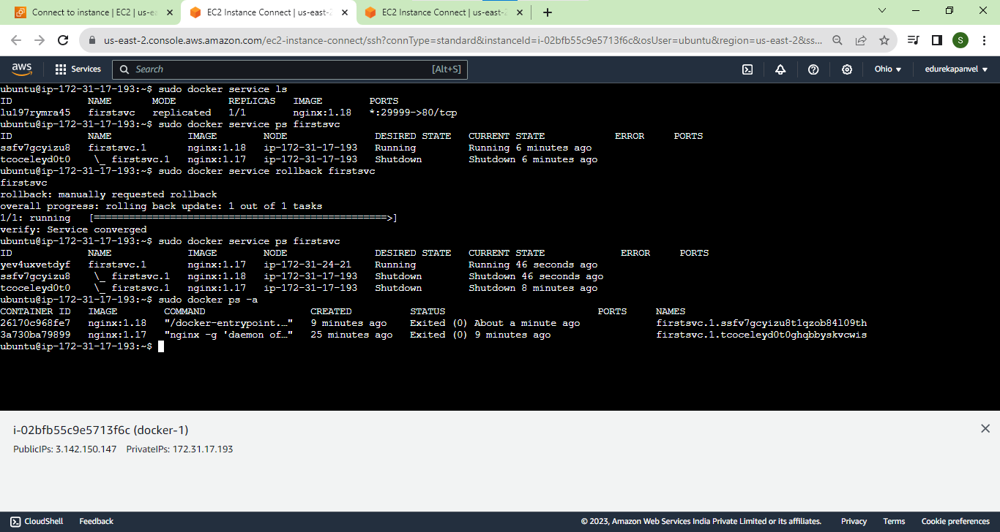 Connect to instance | EC2 | us-ea
EC2 Instance Connect | us-east-2
EC2 Instance Connect | us-east-2
us-east-2.console.aws.amazon.com/ec2-instance-connect/ssh?connType=standard&instanceId=i-02bfb55c9e5713f6c&osUser=ubuntu&region=us-east-2&ss...
S
aws Services Search [Alt+S] Ohio edurekapanvel
ubuntu@ip-172-31-17-193:~$ sudo docker service ls
ID NAME MODE REPLICAS IMAGE PORTS
lu197rymra45 firstsvc replicated 1/1 nginx:1.18 *:29999->80/tcp
ubuntu@ip-172-31-17-193:~$ sudo docker service ps firstsvc
ID NAME IMAGE NODE DESIRED STATE CURRENT STATE ERROR PORTS
ssfv7gcyizu8 firstsvc.1 nginx:1.18 ip-172-31-17-193 Running Running 6 minutes ago
tcoceleyd0t0 \_ firstsvc.1 nginx:1.17 ip-172-31-17-193 Shutdown Shutdown 6 minutes ago
ubuntu@ip-172-31-17-193:~$ sudo docker service rollback firstsvc
firstsvc
rollback: manually requested rollback
overall progress: rolling back update: 1 out of 1 tasks
1/1: running [==================================================>]
verify: Service converged
ubuntu@ip-172-31-17-193:~$ sudo docker service ps firstsvc
ID NAME IMAGE NODE DESIRED STATE CURRENT STATE ERROR PORTS
yev4uxvetdyf firstsvc.1 nginx:1.17 ip-172-31-24-21 Running Running 46 seconds ago
ssfv7gcyizu8 \_ firstsvc.1 nginx:1.18 ip-172-31-17-193 Shutdown Shutdown 46 seconds ago
tcoceleyd0t0 \_ firstsvc.1 nginx:1.17 ip-172-31-17-193 Shutdown Shutdown 8 minutes ago
ubuntu@ip-172-31-17-193:~$ sudo docker ps -a
CONTAINER ID IMAGE COMMAND CREATED STATUS PORTS NAMES
26170c968fe7 nginx:1.18 "/docker-entrypoint.…" 9 minutes ago Exited (0) About a minute ago firstsvc.1.ssfv7gcyizu8t1qzob84l09th
3a730ba79899 nginx:1.17 "nginx -g 'daemon of…" 25 minutes ago Exited (0) 9 minutes ago firstsvc.1.tcoceleyd0t0ghqbbyskvcwis
ubuntu@ip-172-31-17-193:~$
i-02bfb55c9e5713f6c (docker-1)
PublicIPs: 3.142.150.147 PrivateIPs: 172.31.17.193
CloudShell Feedback © 2023, Amazon Web Services India Private Limited or its affiliates. Privacy Terms Cookie preferences